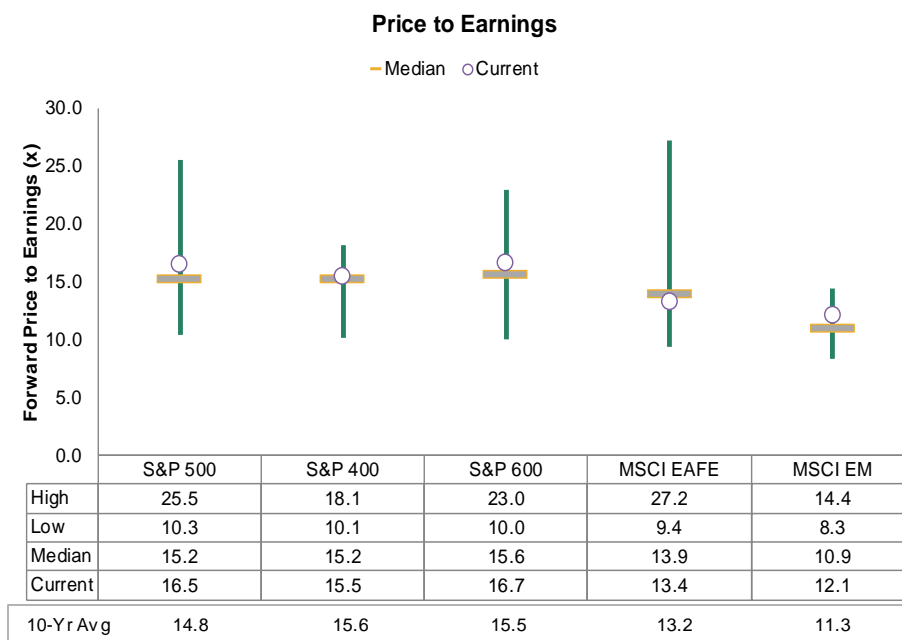 Price to Earnings
Median Current
30.0
25.0
20.0
15.0
10.0
5.0
0.0
Forward Price to Earnings (x)
S&P 500 S&P 400 S&P 600 MSCI EAFE MSCI EM
High 25.5 18.1 23.0 27.2 14.4
Low 10.3 10.1 10.0 9.4 8.3
Median 15.2 15.2 15.6 13.9 10.9
Current 16.5 15.5 16.7 13.4 12.1
10-Yr Avg 14.8 15.6 15.5 13.2 11.3